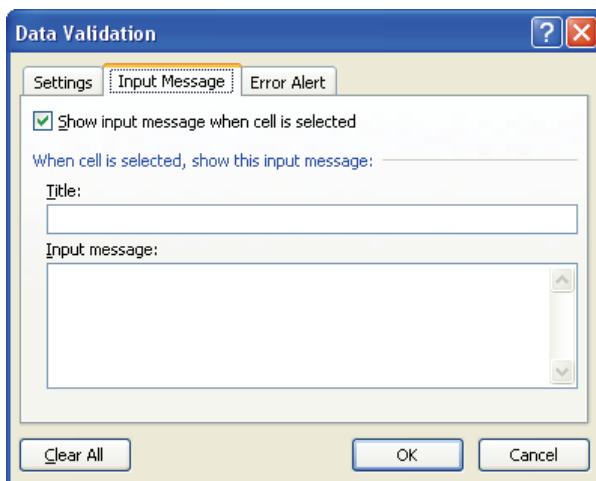 Data Validation
Settings Input Message Error Alert
Show input message when cell is selected
When cell is selected, show this input message:
Title:
Input message:
Clear All OK Cancel